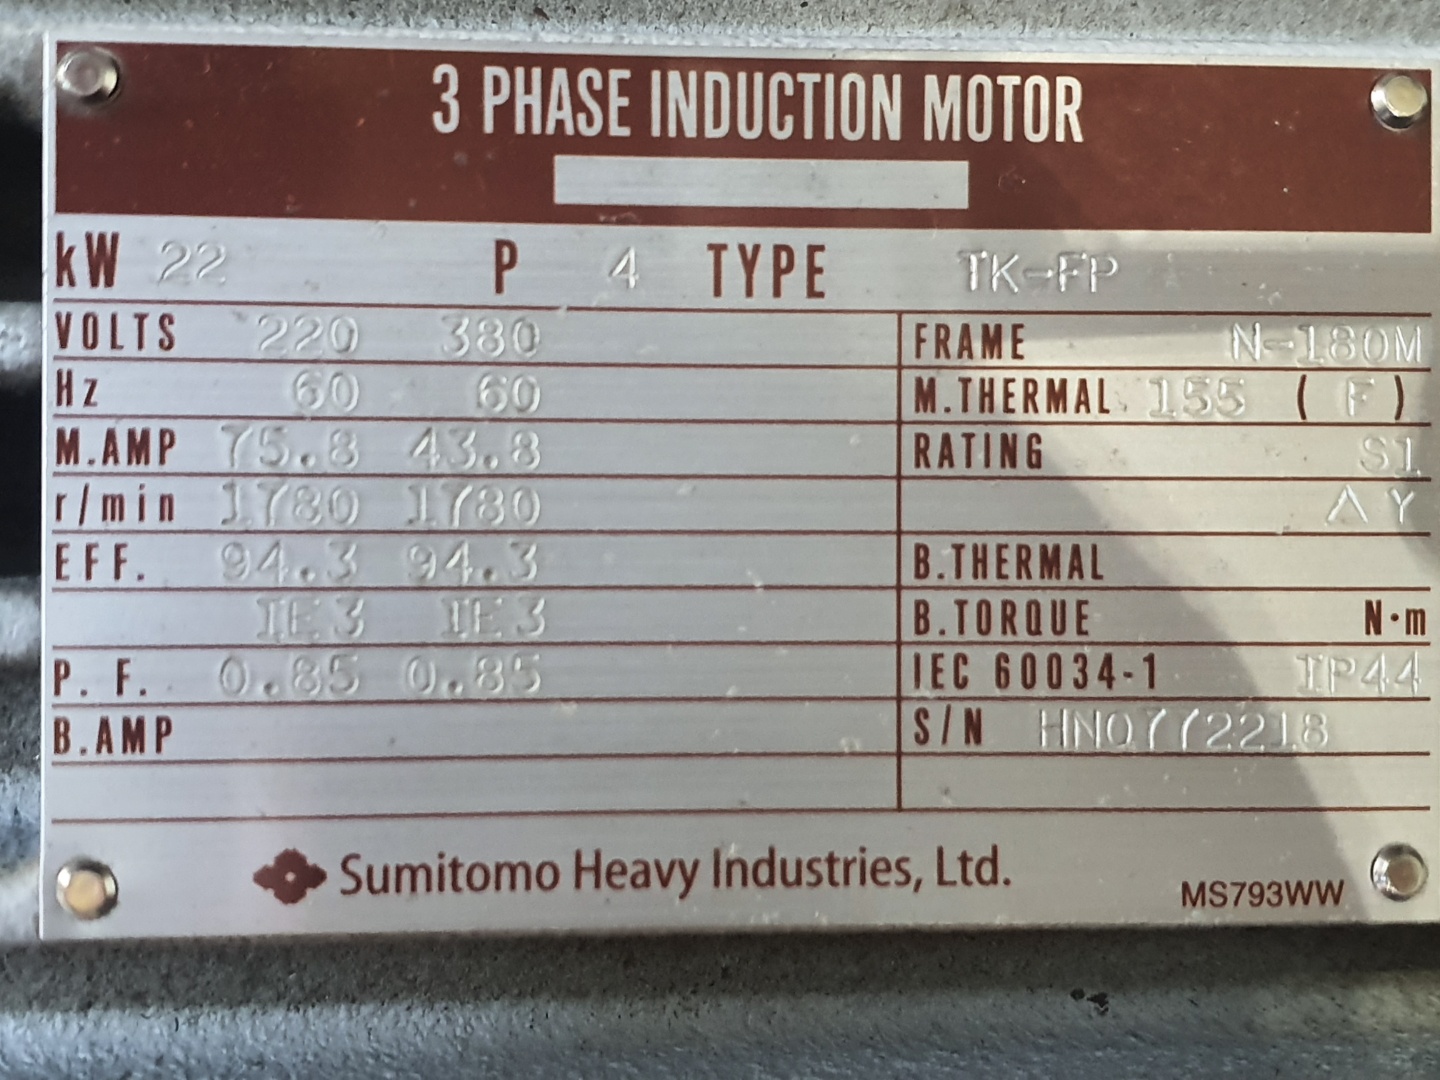 3 PHASE INDUCTION MOTOR
kW 22 P 4 TYPE TK-FP
VOLTS 220 380 FRAME N-180M
Hz 60 60 M.THERMAL 155 ( F )
M.AMP 75.8 43.8 RATING S1
r/min 1780 1780 Δ Y
EFF. 94.3 94.3 B.THERMAL
IE3 IE3 B.TORQUE N·m
P. F. 0.85 0.85 IEC 60034-1 IP44
B.AMP S/N
Sumitomo Heavy Industries, Ltd.
MS793WW